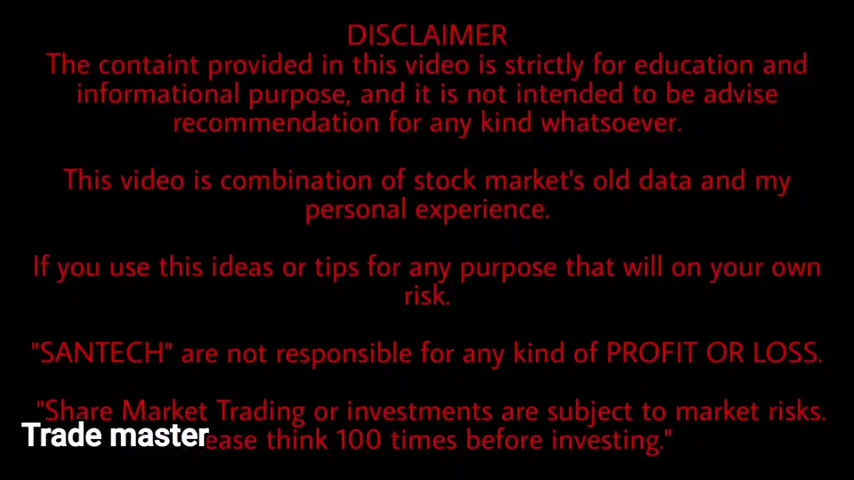 DISCLAIMER
The containt provided in this video is strictly for education and
informational purpose, and it is not intended to be advise
recommendation for any kind whatsoever.
This video is combination of stock market's old data and my
personal experience.
If you use this ideas or tips for any purpose that will on your own
risk.
"SANTECH" are not responsible for any kind of PROFIT OR LOSS.
"Share Market Trading or investments are subject to market risks.
Trade master
think 100 times before investing."